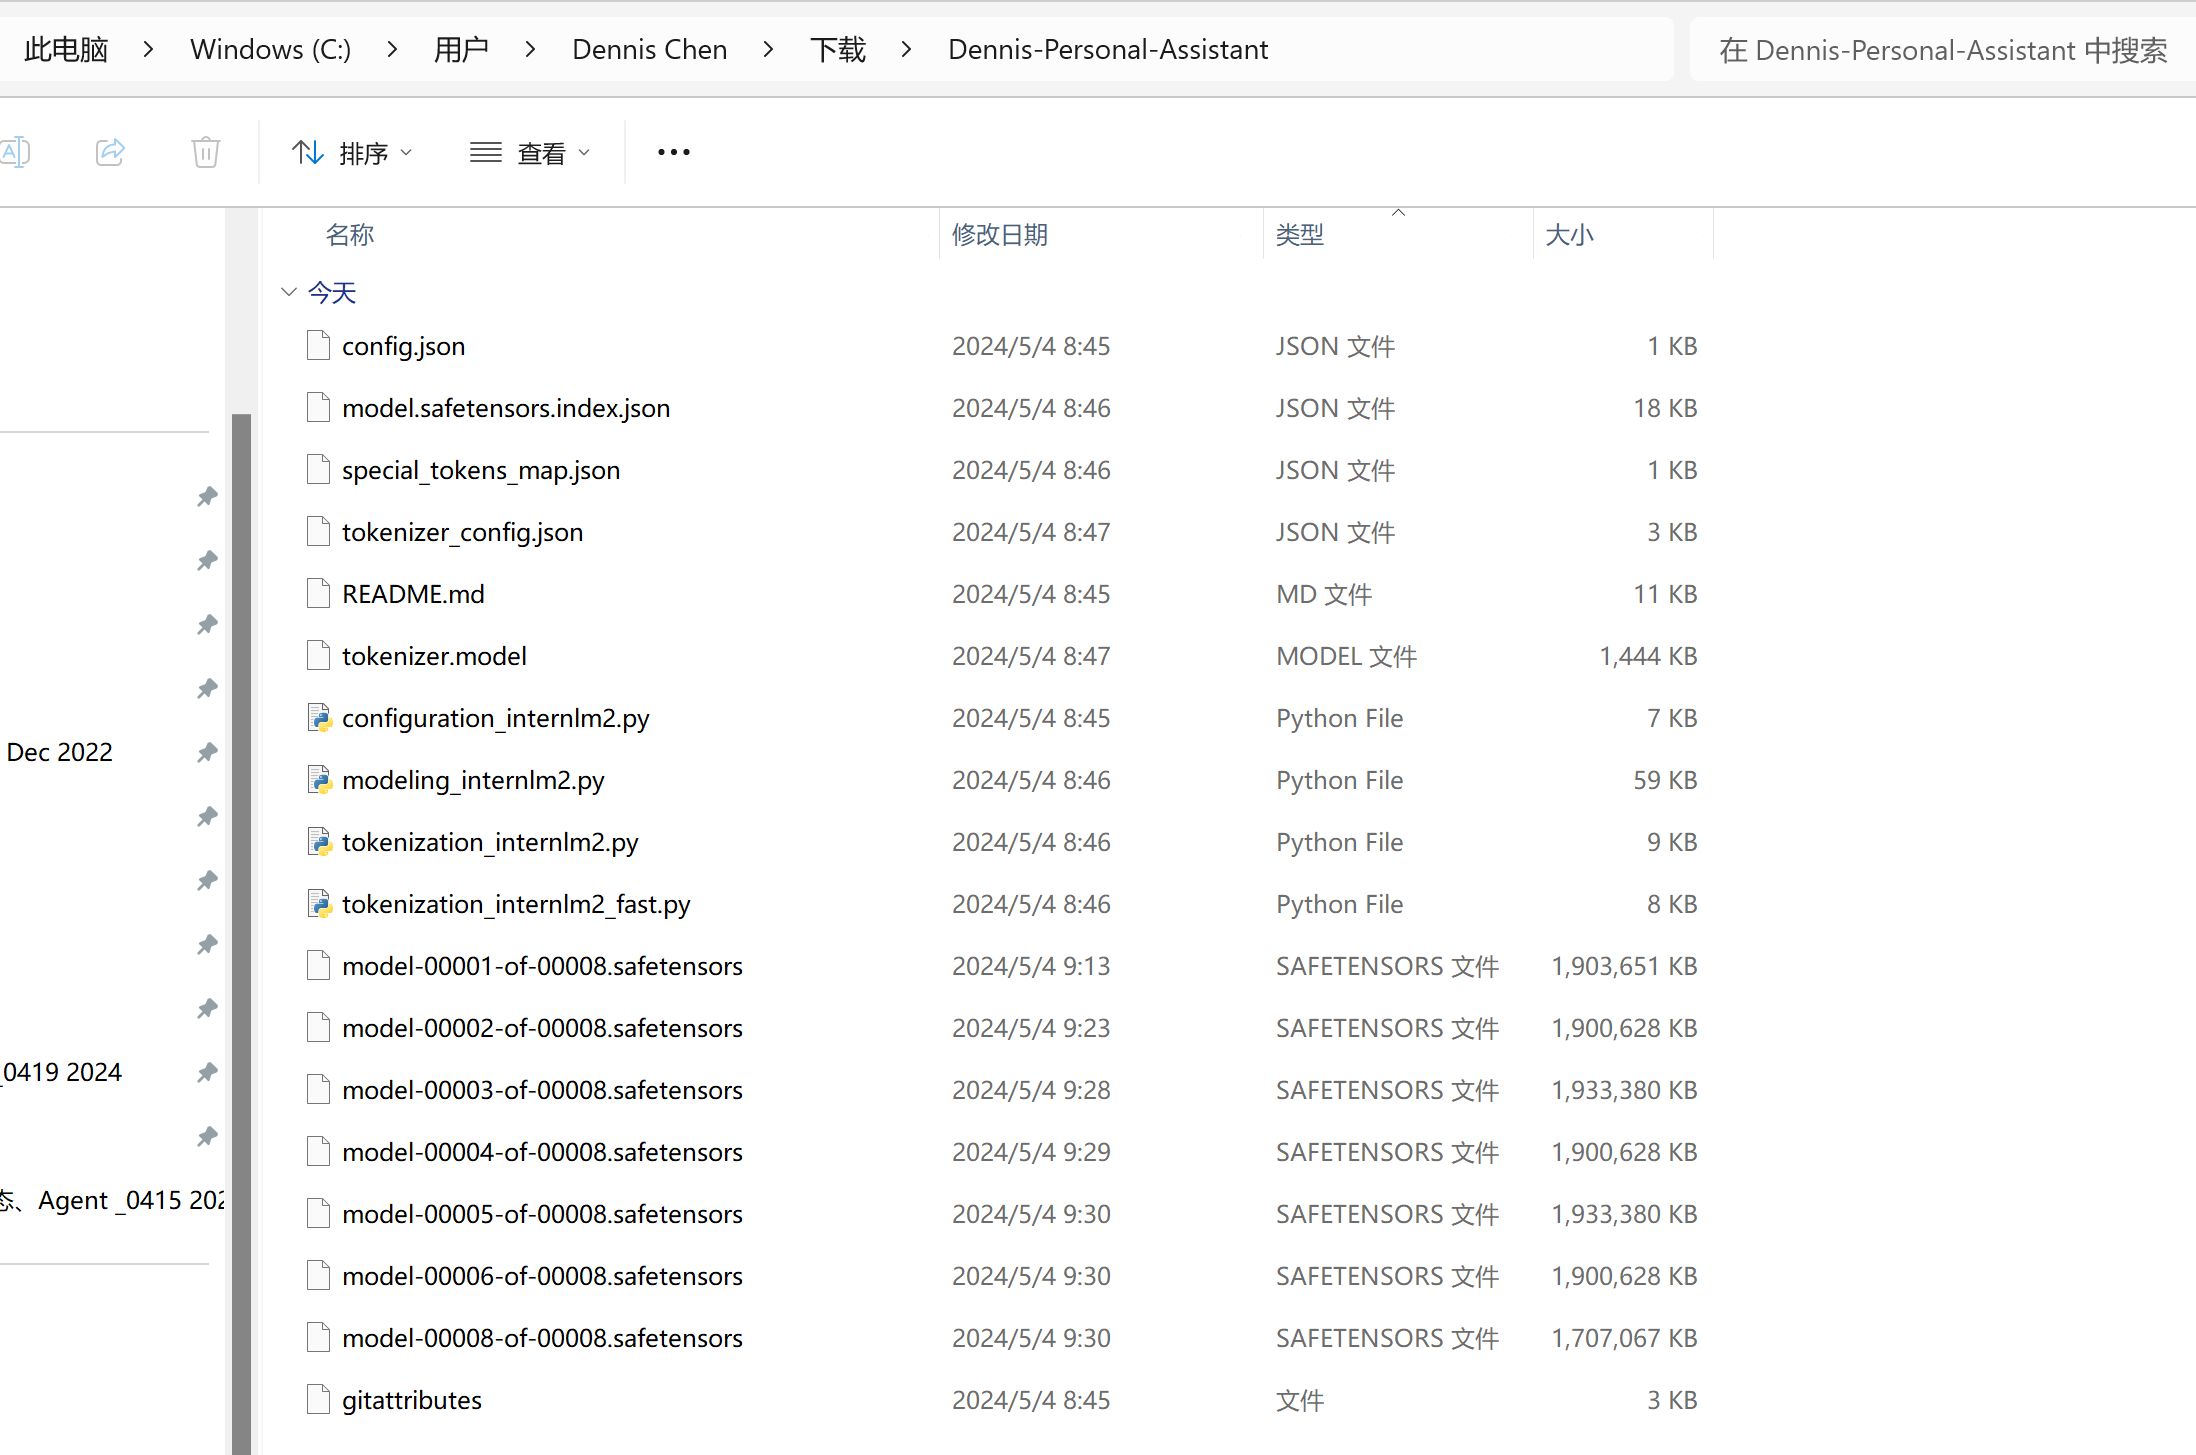 此电脑 > Windows (C:) > 用户 > Dennis Chen > 下载 > Dennis-Personal-Assistant
在 Dennis-Personal-Assistant 中搜索
排序 查看 •••
名称 修改日期 类型 大小
今天
config.json 2024/5/4 8:45 JSON 文件 1 KB
model.safetensors.index.json 2024/5/4 8:46 JSON 文件 18 KB
special_tokens_map.json 2024/5/4 8:46 JSON 文件 1 KB
tokenizer_config.json 2024/5/4 8:47 JSON 文件 3 KB
README.md 2024/5/4 8:45 MD 文件 11 KB
tokenizer.model 2024/5/4 8:47 MODEL 文件 1,444 KB
configuration_internlm2.py 2024/5/4 8:45 Python File 7 KB
modeling_internlm2.py 2024/5/4 8:46 Python File 59 KB
tokenization_internlm2.py 2024/5/4 8:46 Python File 9 KB
tokenization_internlm2_fast.py 2024/5/4 8:46 Python File 8 KB
model-00001-of-00008.safetensors 2024/5/4 9:13 SAFETENSORS 文件 1,903,651 KB
model-00002-of-00008.safetensors 2024/5/4 9:23 SAFETENSORS 文件 1,900,628 KB
model-00003-of-00008.safetensors 2024/5/4 9:28 SAFETENSORS 文件 1,933,380 KB
model-00004-of-00008.safetensors 2024/5/4 9:29 SAFETENSORS 文件 1,900,628 KB
model-00005-of-00008.safetensors 2024/5/4 9:30 SAFETENSORS 文件 1,933,380 KB
model-00006-of-00008.safetensors 2024/5/4 9:30 SAFETENSORS 文件 1,900,628 KB
model-00008-of-00008.safetensors 2024/5/4 9:30 SAFETENSORS 文件 1,707,067 KB
gitattributes 2024/5/4 8:45 文件 3 KB
Dec 2022
_0419 2024
态、Agent _0415 202